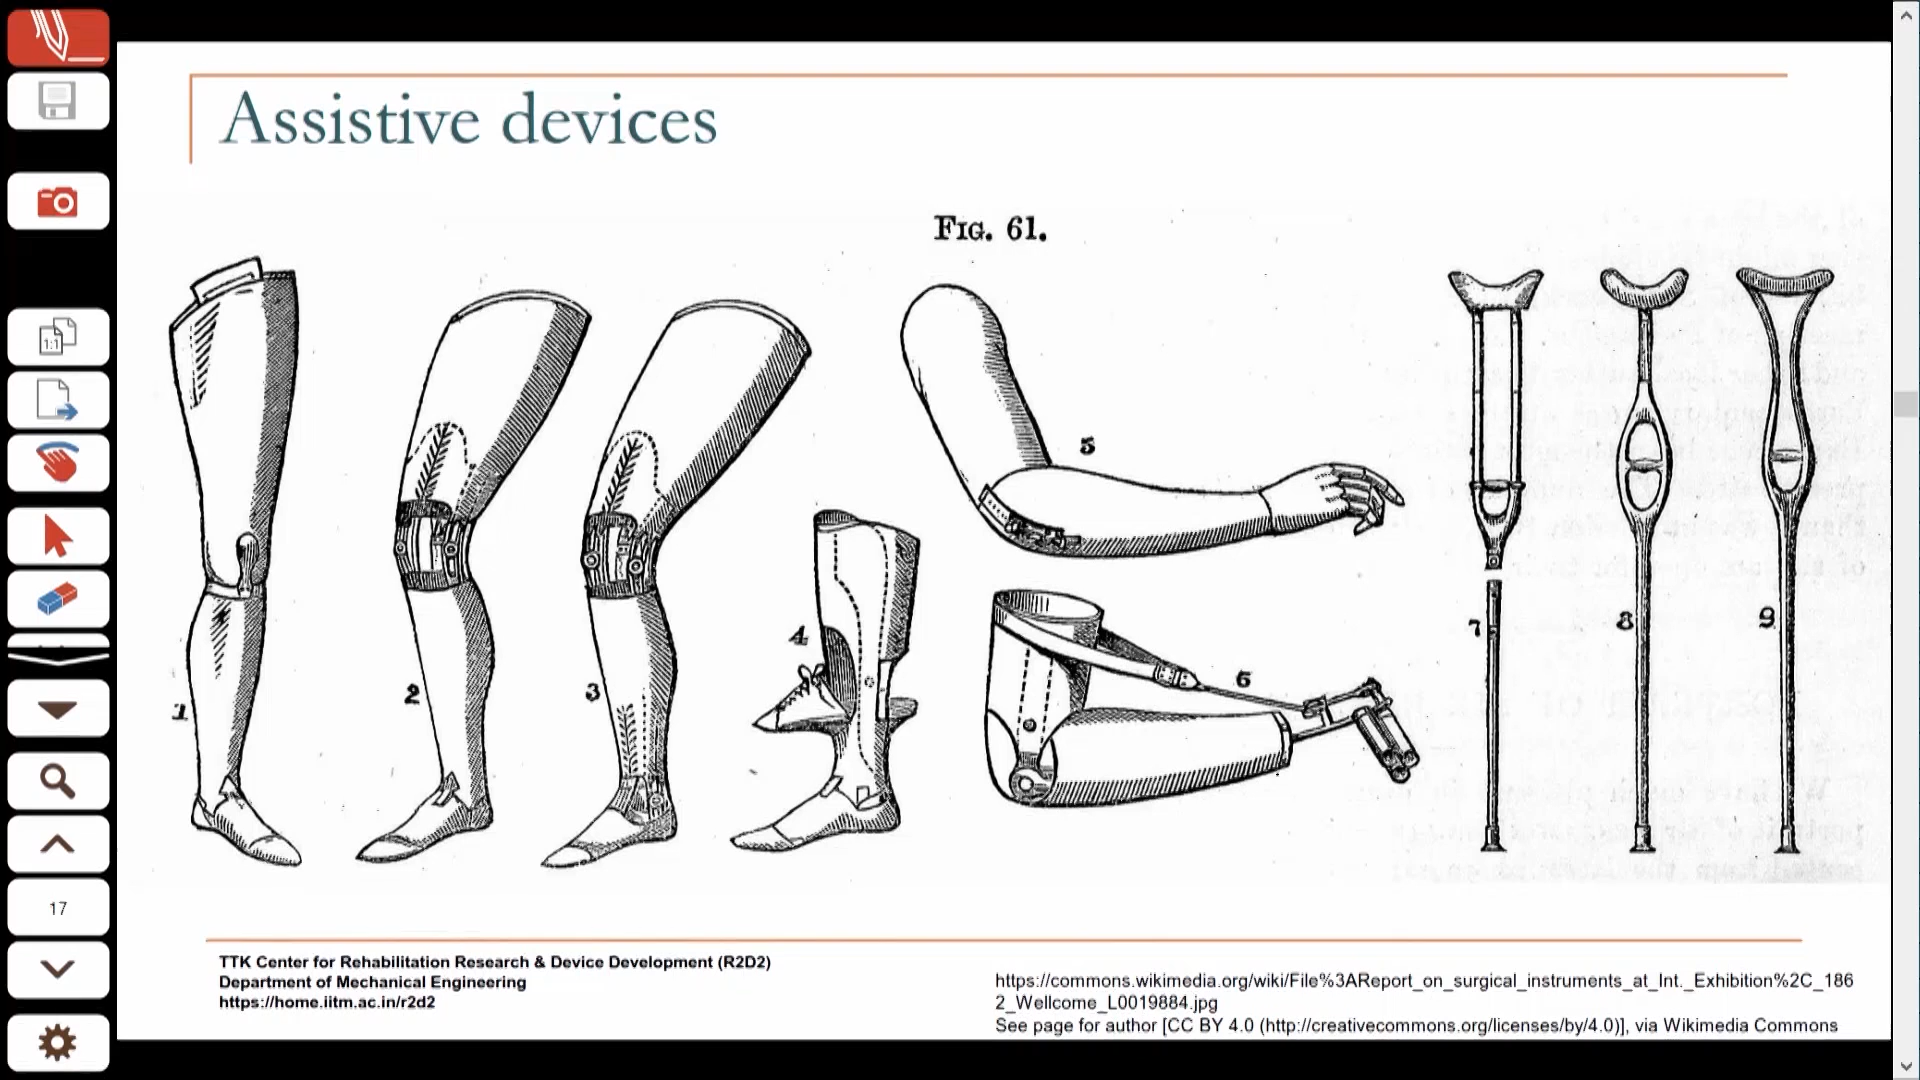 Assistive devices
FIG. 61.
1
2
3
4
5
6
7
8
9
1:1
17
TTK Center for Rehabilitation Research & Device Development (R2D2)
Department of Mechanical Engineering
https://home.iitm.ac.in/r2d2
https://commons.wikimedia.org/wiki/File%3AReport_on_surgical_instruments_at_Int._Exhibition%2C_186
2_Wellcome_L0019884.jpg
See page for author [CC BY 4.0 (http://creativecommons.org/licenses/by/4.0)], via Wikimedia Commons